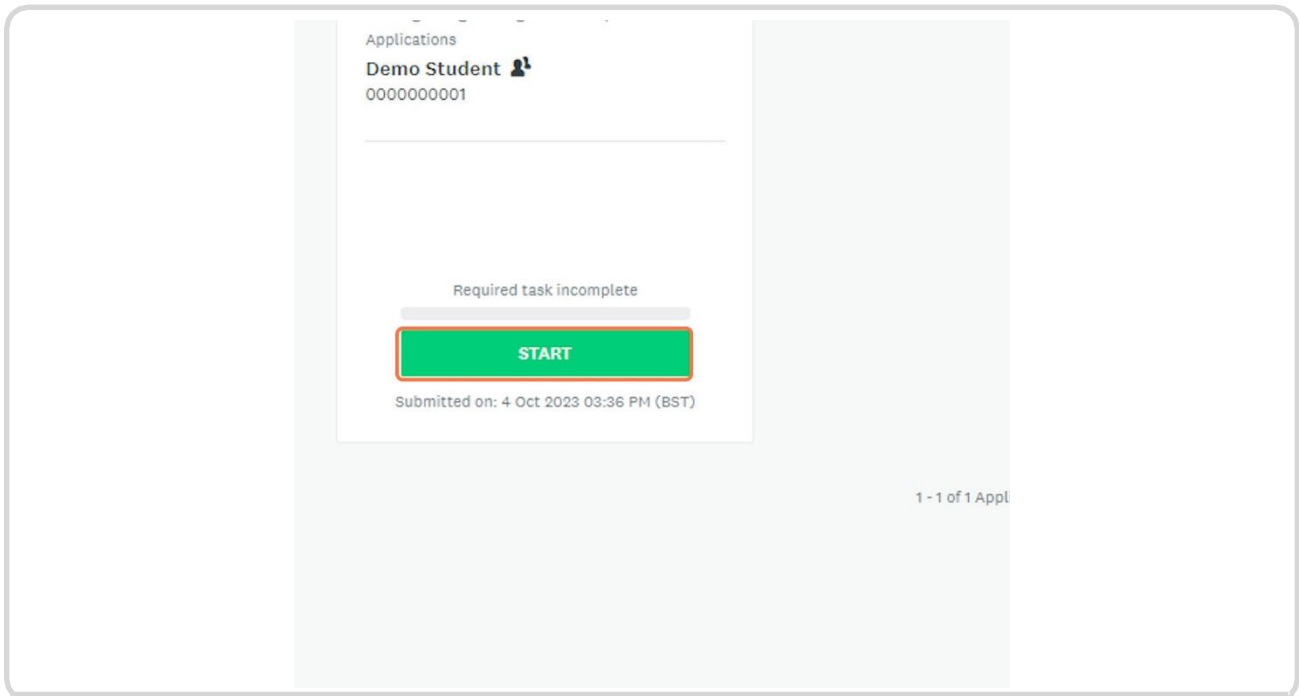 Applications
Demo Student
0000000001
Required task incomplete
START
Submitted on: 4 Oct 2023 03:36 PM (BST)
1 - 1 of 1 Appl